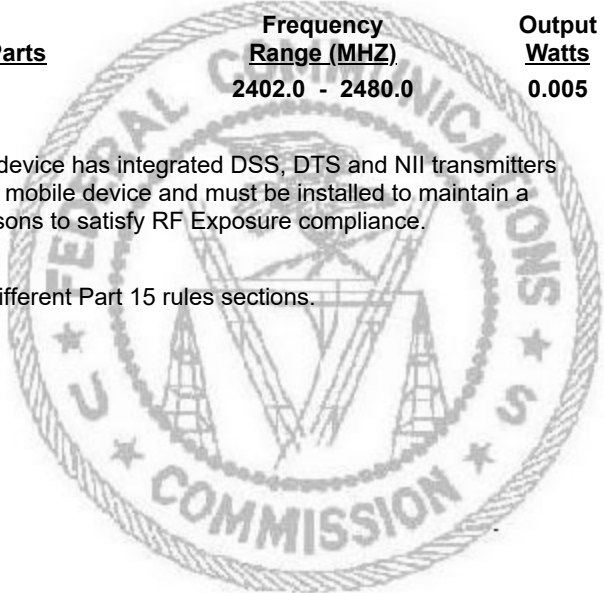 Frequency Output
Parts Range (MHZ) Watts
2402.0 - 2480.0 0.005
device has integrated DSS, DTS and NII transmitters
mobile device and must be installed to maintain a
sons to satisfy RF Exposure compliance.
ifferent Part 15 rules sections.
FEDERAL COMMUNICATIONS
U S
COMMISSION